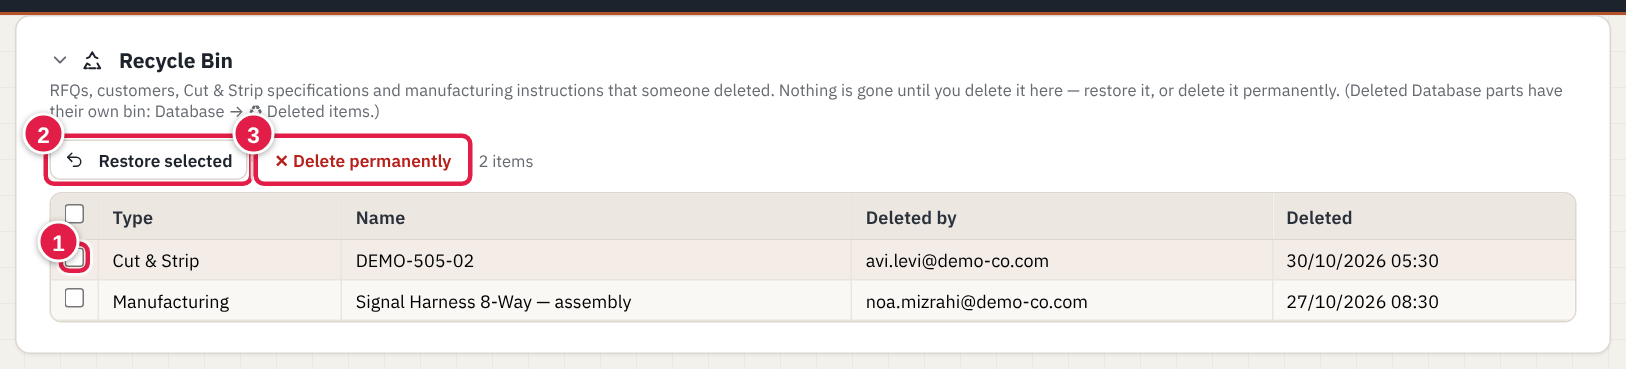 Recycle Bin
RFQs, customers, Cut & Strip specifications and manufacturing instructions that someone deleted. Nothing is gone until you delete it here — restore it, or delete it permanently. (Deleted Database parts have
their own bin: Database → ♻ Deleted items.)
2 Restore selected 3 ✕ Delete permanently 2 items
Type Name Deleted by Deleted
1 Cut & Strip DEMO-505-02 avi.levi@demo-co.com 30/10/2026 05:30
Manufacturing Signal Harness 8-Way — assembly noa.mizrahi@demo-co.com 27/10/2026 08:30